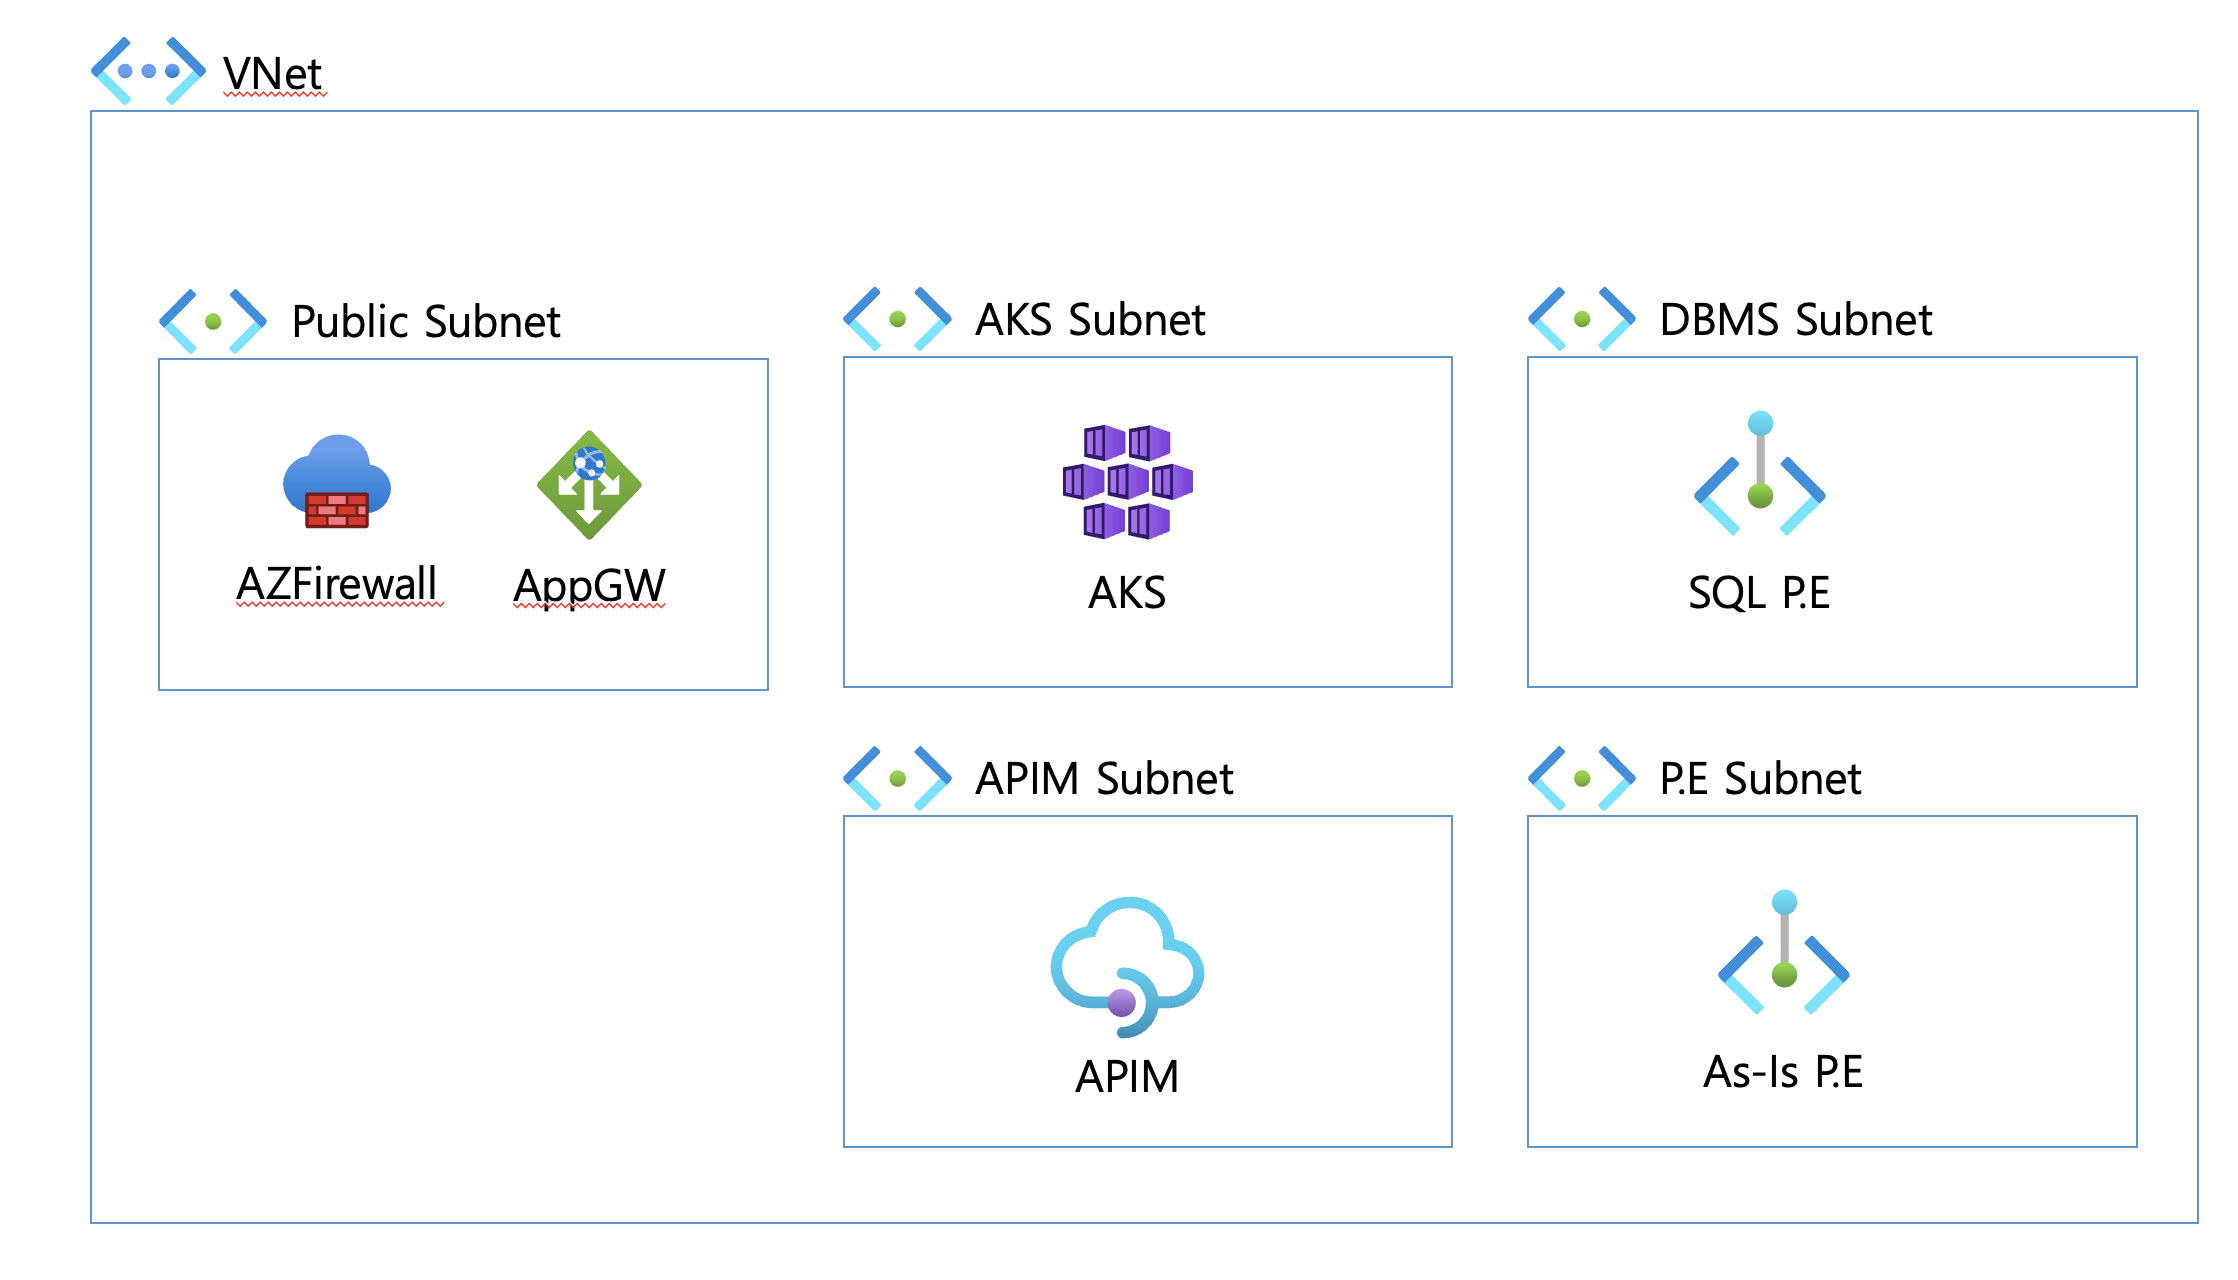 VNet
Public Subnet
AKS Subnet
DBMS Subnet
AZFirewall
AppGW
AKS
SQL P.E
APIM Subnet
P.E Subnet
APIM
As-Is P.E